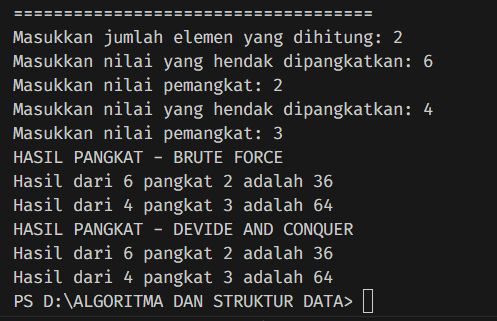 ===================================
Masukkan jumlah elemen yang dihitung: 2
Masukkan nilai yang hendak dipangkatkan: 6
Masukkan nilai pemangkat: 2
Masukkan nilai yang hendak dipangkatkan: 4
Masukkan nilai pemangkat: 3
HASIL PANGKAT - BRUTE FORCE
Hasil dari 6 pangkat 2 adalah 36
Hasil dari 4 pangkat 3 adalah 64
HASIL PANGKAT - DEVIDE AND CONQUER
Hasil dari 6 pangkat 2 adalah 36
Hasil dari 4 pangkat 3 adalah 64
PS D:\ALGORITMA DAN STRUKTUR DATA>